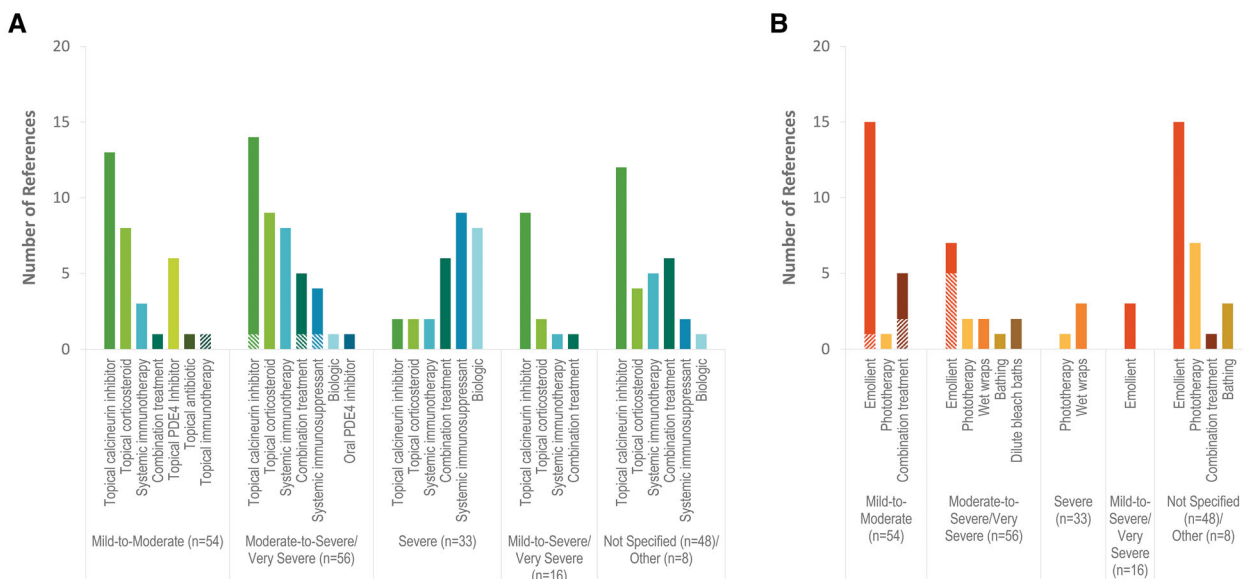 A
Number of References
20
15
10
5
0
Topical calcineurin inhibitor
Topical corticosteroid
Systemic immunotherapy
Combination treatment
Topical PDE4 Inhibitor
Topical antibiotic
Topical immunotherapy
Mild-to-Moderate (n=54)
Topical calcineurin inhibitor
Topical corticosteroid
Systemic immunotherapy
Combination treatment
Systemic immunosuppressant
Biologic
Oral PDE4 inhibitor
Moderate-to-Severe/
Very Severe (n=56)
Topical calcineurin inhibitor
Topical corticosteroid
Systemic immunotherapy
Combination treatment
Systemic immunosuppressant
Biologic
Severe (n=33)
Topical calcineurin inhibitor
Topical corticosteroid
Systemic immunotherapy
Combination treatment
Mild-to-Severe/
Very Severe
(n=16)
Topical calcineurin inhibitor
Topical corticosteroid
Systemic immunotherapy
Combination treatment
Systemic immunosuppressant
Biologic
Not Specified (n=48)/
Other (n=8)
B
Number of References
20
15
10
5
0
Emollient
Phototherapy
Combination treatment
Mild-to-
Moderate
(n=54)
Emollient
Phototherapy
Wet wraps
Bathing
Dilute bleach baths
Moderate-to-
Severe/Very
Severe (n=56)
Phototherapy
Wet wraps
Severe
(n=33)
Emollient
Mild-to-
Severe/
Very
Severe
(n=16)
Emollient
Phototherapy
Combination treatment
Bathing
Not Specified
(n=48)/
Other (n=8)